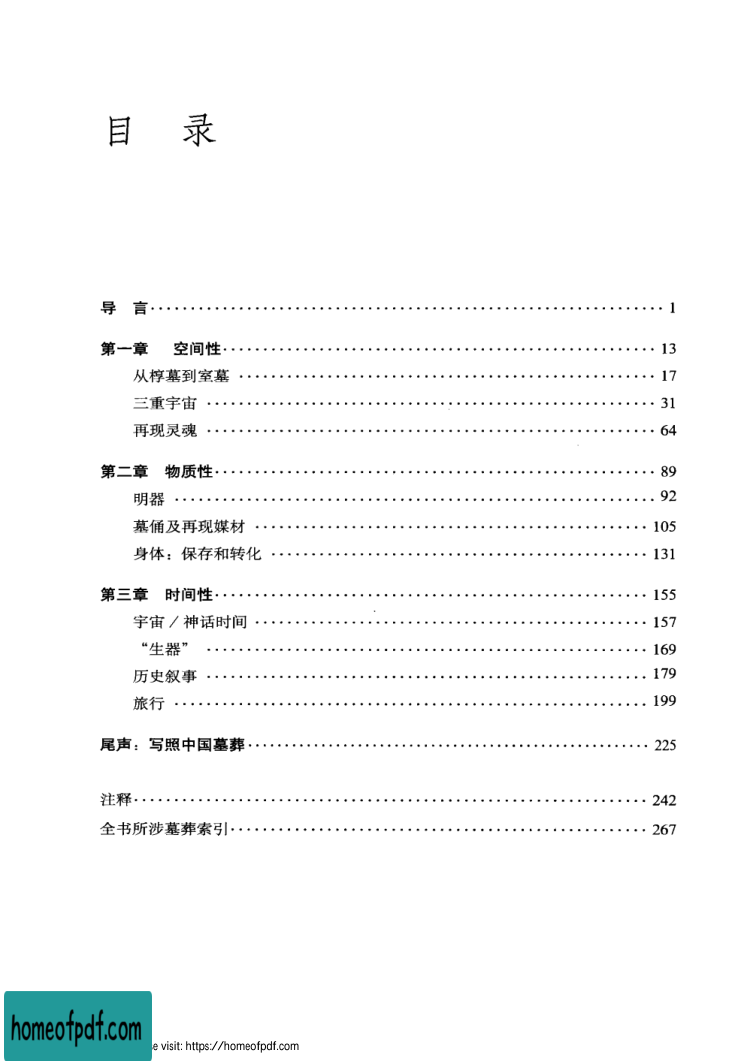 目 录
导 言 1
第一章 空间性 13
从椁墓到室墓 17
三重宇宙 31
再现灵魂 64
第二章 物质性 89
明器 92
墓俑及再现媒材 105
身体：保存和转化 131
第三章 时间性 155
宇宙／神话时间 157
“生器” 169
历史叙事 179
旅行 199
尾声：写照中国墓葬 225
注释 242
全书所涉墓葬索引 267
homeofpdf.com
e visit: https://homeofpdf.com